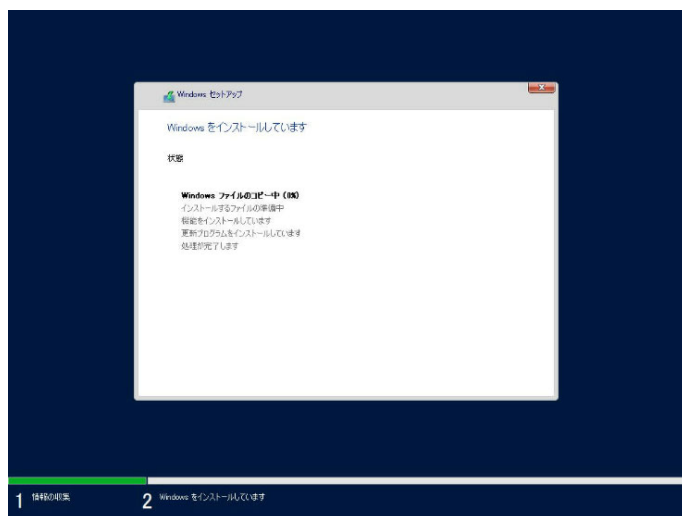 Windows セットアップ
Windows をインストールしています
状態
Windows ファイルのコピー中 (0%)
インストールするファイルの準備中
機能をインストールしています
更新プログラムをインストールしています
処理が完了します
1 情報の収集
2 Windows をインストールしています